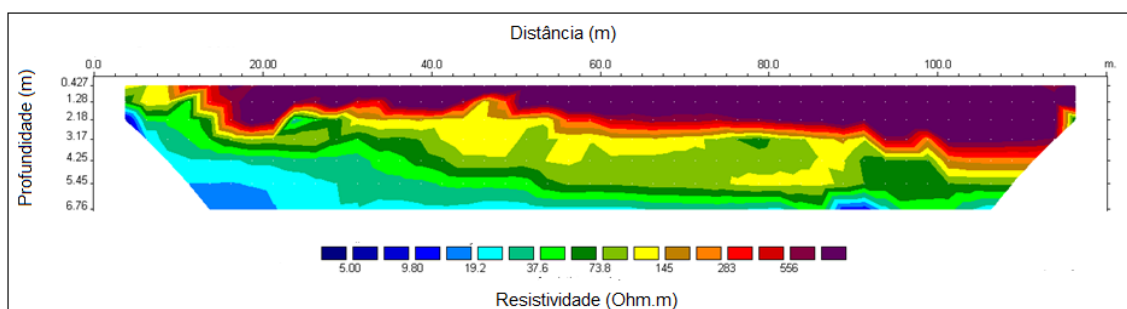 Distância (m)
0.0 20.00 40.0 60.0 80.0 100.0 m.
Profundidade (m)
0.427
1.28
2.18
3.17
4.25
5.45
6.76
5.00 9.80 19.2 37.6 73.8 145 283 556
Resistividade (Ohm.m)